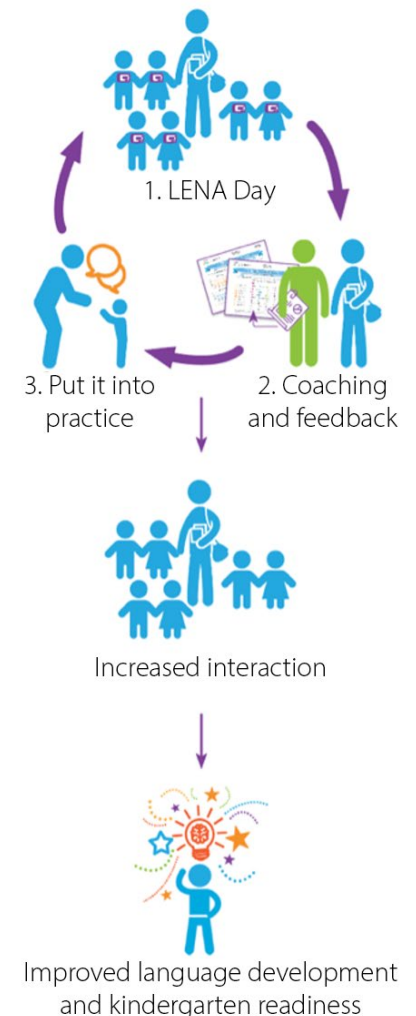 1. LENA Day
2. Coaching
and feedback
3. Put it into
practice
Increased interaction
Improved language development
and kindergarten readiness